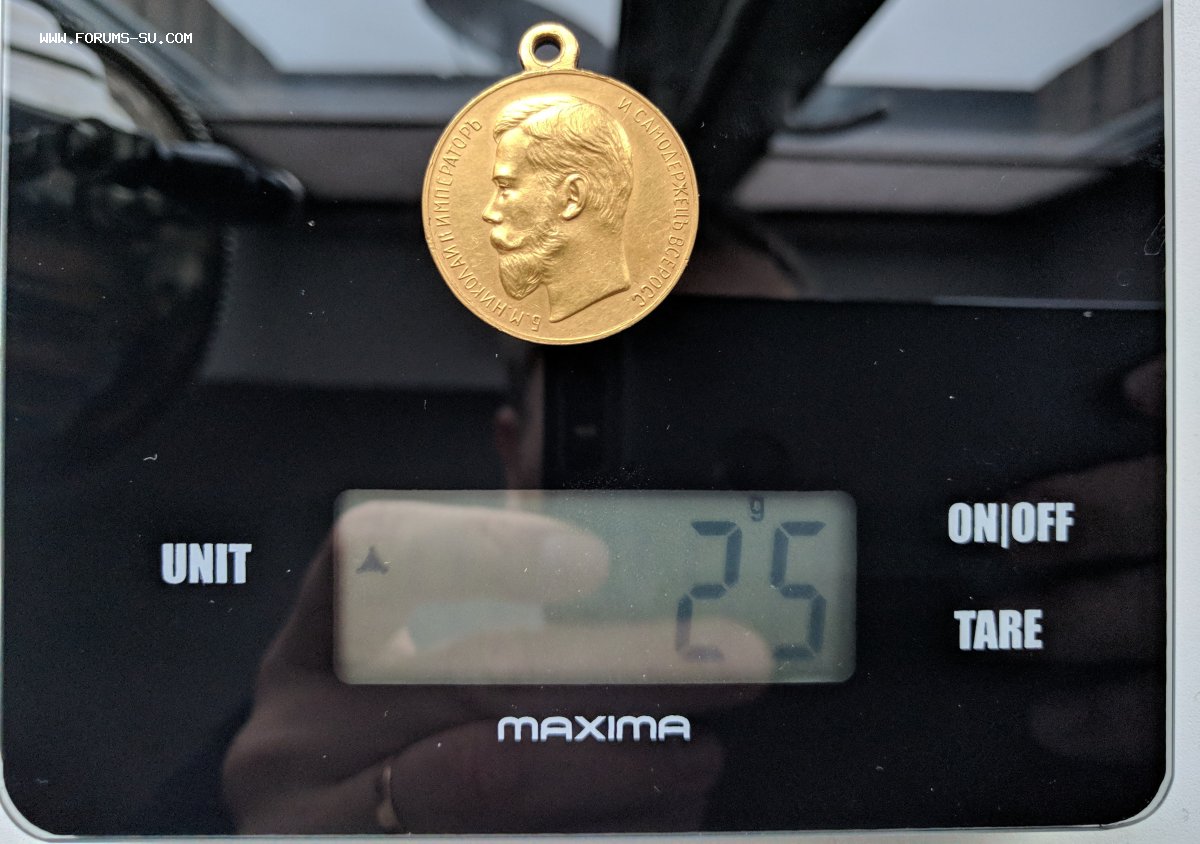 WWW.FORUMS-SU.COM
Б.М.НИКОЛАЙ II ИМПЕРАТОРЪ
И САМОДЕРЖЕЦЪ ВСЕРОСС.
g
25
UNIT
ON|OFF
TARE
MAXIMA